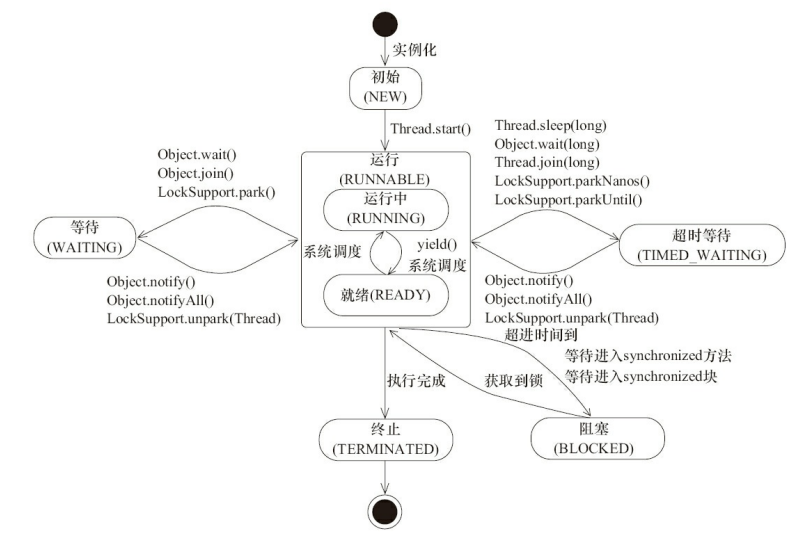 实例化
初始
(NEW)
Thread.start()
Object.wait()
Object.join()
LockSupport.park()
Thread.sleep(long)
Object.wait(long)
Thread.join(long)
LockSupport.parkNanos()
LockSupport.parkUntil()
运行
(RUNNABLE)
运行中
(RUNNING)
等待
(WAITING)
系统调度
yield()
系统调度
超时等待
(TIMED_WAITING)
就绪(READY)
Object.notify()
Object.notifyAll()
LockSupport.unpark(Thread)
Object.notify()
Object.notifyAll()
LockSupport.unpark(Thread)
超进时间到
等待进入synchronized方法
等待进入synchronized块
执行完成
获取到锁
终止
(TERMINATED)
阻塞
(BLOCKED)